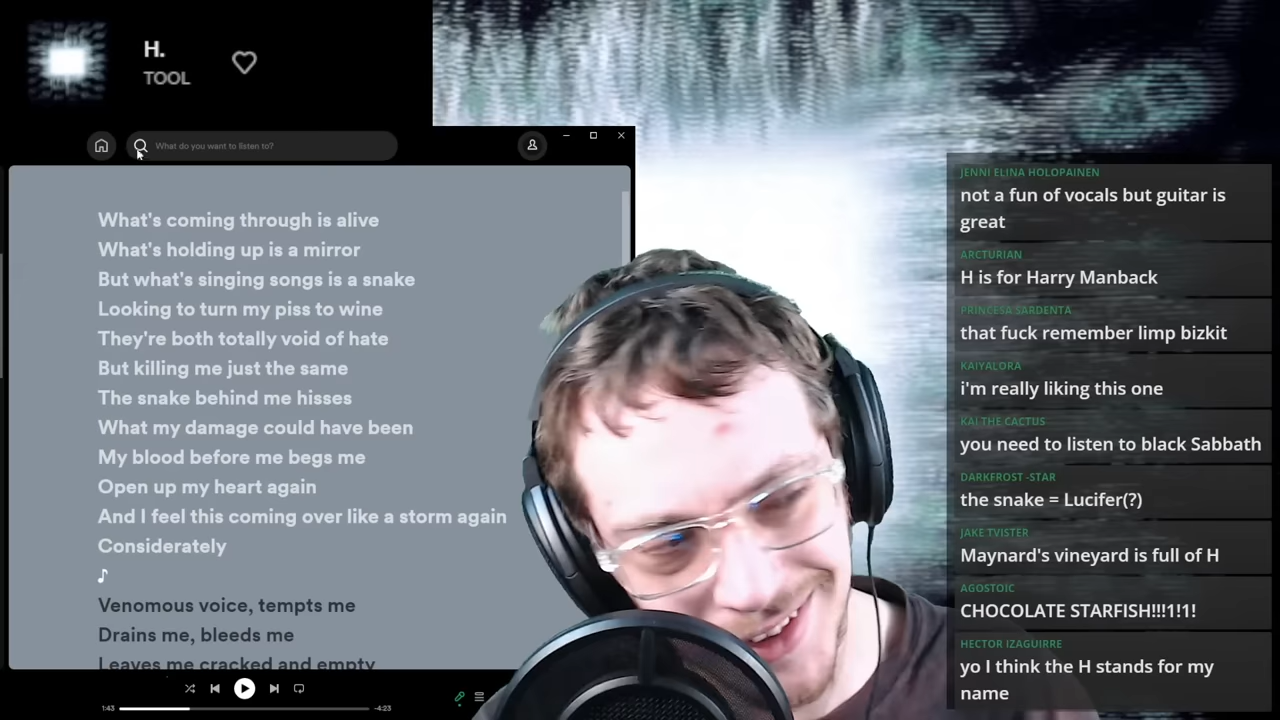 H.
TOOL
What do you want to listen to?
What's coming through is alive
What's holding up is a mirror
But what's singing songs is a snake
Looking to turn my piss to wine
They're both totally void of hate
But killing me just the same
The snake behind me hisses
What my damage could have been
My blood before me begs me
Open up my heart again
And I feel this coming over like a storm again
Considerately
♪
Venomous voice, tempts me
Drains me, bleeds me
Leaves me cracked and empty
1:43
-4:23
JENNI ELINA HOLOPAINEN
not a fun of vocals but guitar is
great
ARCTURIAN
H is for Harry Manback
PRINCESA SARDENTA
that fuck remember limp bizkit
KAIYALORA
i'm really liking this one
KAI THE CACTUS
you need to listen to black Sabbath
DARKFROST -STAR
the snake = Lucifer(?)
JAKE TVISTER
Maynard's vineyard is full of H
AGOSTOIC
CHOCOLATE STARFISH!!!1!1!
HECTOR IZAGUIRRE
yo I think the H stands for my
name